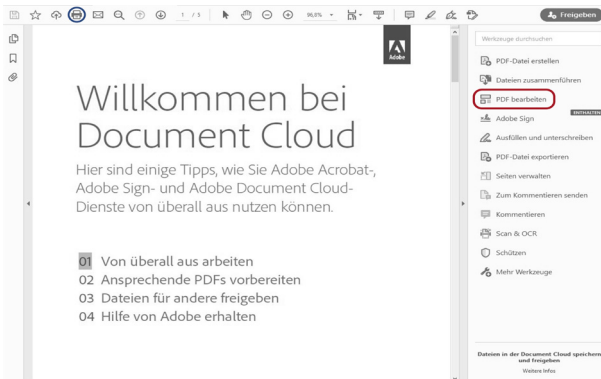 1 / 5
96,8%
Freigeben
Adobe
Willkommen bei
Document Cloud
Hier sind einige Tipps, wie Sie Adobe Acrobat-,
Adobe Sign- und Adobe Document Cloud-
Dienste von überall aus nutzen können.
01 Von überall aus arbeiten
02 Ansprechende PDFs vorbereiten
03 Dateien für andere freigeben
04 Hilfe von Adobe erhalten
Werkzeuge durchsuchen
PDF-Datei erstellen
Dateien zusammenführen
PDF bearbeiten
ENTHALTEN
Adobe Sign
Ausfüllen und unterschreiben
PDF-Datei exportieren
Seiten verwalten
Zum Kommentieren senden
Kommentieren
Scan & OCR
Schützen
Mehr Werkzeuge
Dateien in der Document Cloud speichern
und freigeben
Weitere Infos